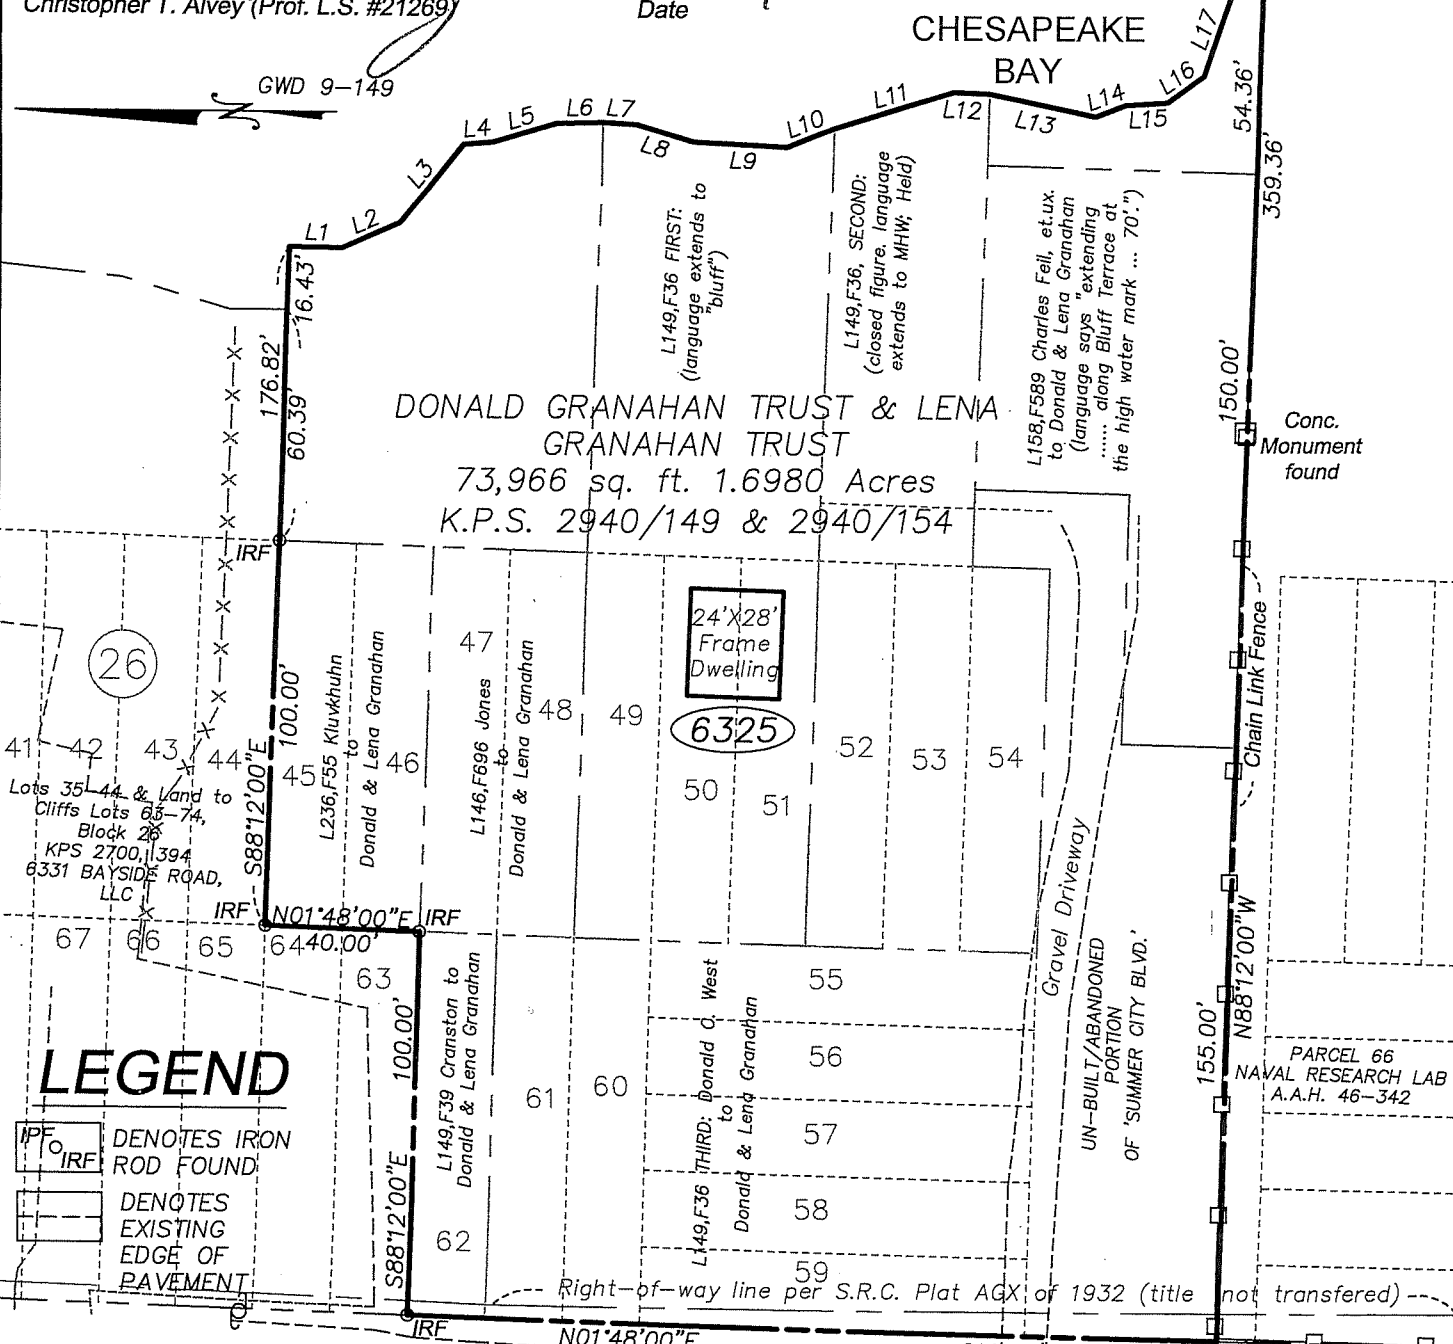 Christopher T. Alvey (Prof. L.S. #21269)
Date
CHESAPEAKE
BAY
GWD 9-149
L1
L2
L3
L4
L5
L6
L7
L8
L9
L10
L11
L12
L13
L14
L15
L16
L17
54.36'
359.36'
16.43'
176.82'
60.39'
150.00'
L149,F36 FIRST:
(language extends to
"bluff")
L149,F36, SECOND:
(closed figure. language
extends to MHW; Held)
L158,F589 Charles Feil, et.ux.
to Donald & Lena Granahan
(language says "extending
...... along Bluff Terrace at
the high water mark ... 70'.")
DONALD GRANAHAN TRUST & LENA
GRANAHAN TRUST
73,966 sq. ft. 1.6980 Acres
K.P.S. 2940/149 & 2940/154
Conc.
Monument
found
IRF
26
47
24'X28'
Frame
Dwelling
6325
48
49
50
51
52
53
54
41
42
43
44
45
46
Lots 35-44 & Land to
Cliffs Lots 63-74,
Block 26
KPS 2700, 394
6331 BAYSIDE ROAD,
LLC
100.00'
S88°12'00"E
L236,F55 Kluvkhuhn
to
Donald & Lena Granahan
L146,F696 Jones
to
Donald & Lena Granahan
Chain Link Fence
Gravel Driveway
IRF
N01°48'00"E
40.00'
IRF
67
66
65
64
63
100.00'
S88°12'00"E
L149,F39 Cranston to
Donald & Lena Granahan
62
61
60
L149,F36 THIRD: Donald O. West
to
Donald & Lena Granahan
55
56
57
58
59
UN-BUILT/ABANDONED
PORTION
OF 'SUMMER CITY BLVD.'
155.00'
N88°12'00"W
PARCEL 66
NAVAL RESEARCH LAB
A.A.H. 46-342
LEGEND
IPF
IRF
DENOTES IRON
ROD FOUND
DENOTES
EXISTING
EDGE OF
PAVEMENT
Right-of-way line per S.R.C. Plat AGX of 1932 (title not transfered)
IRF
N01°48'00"E